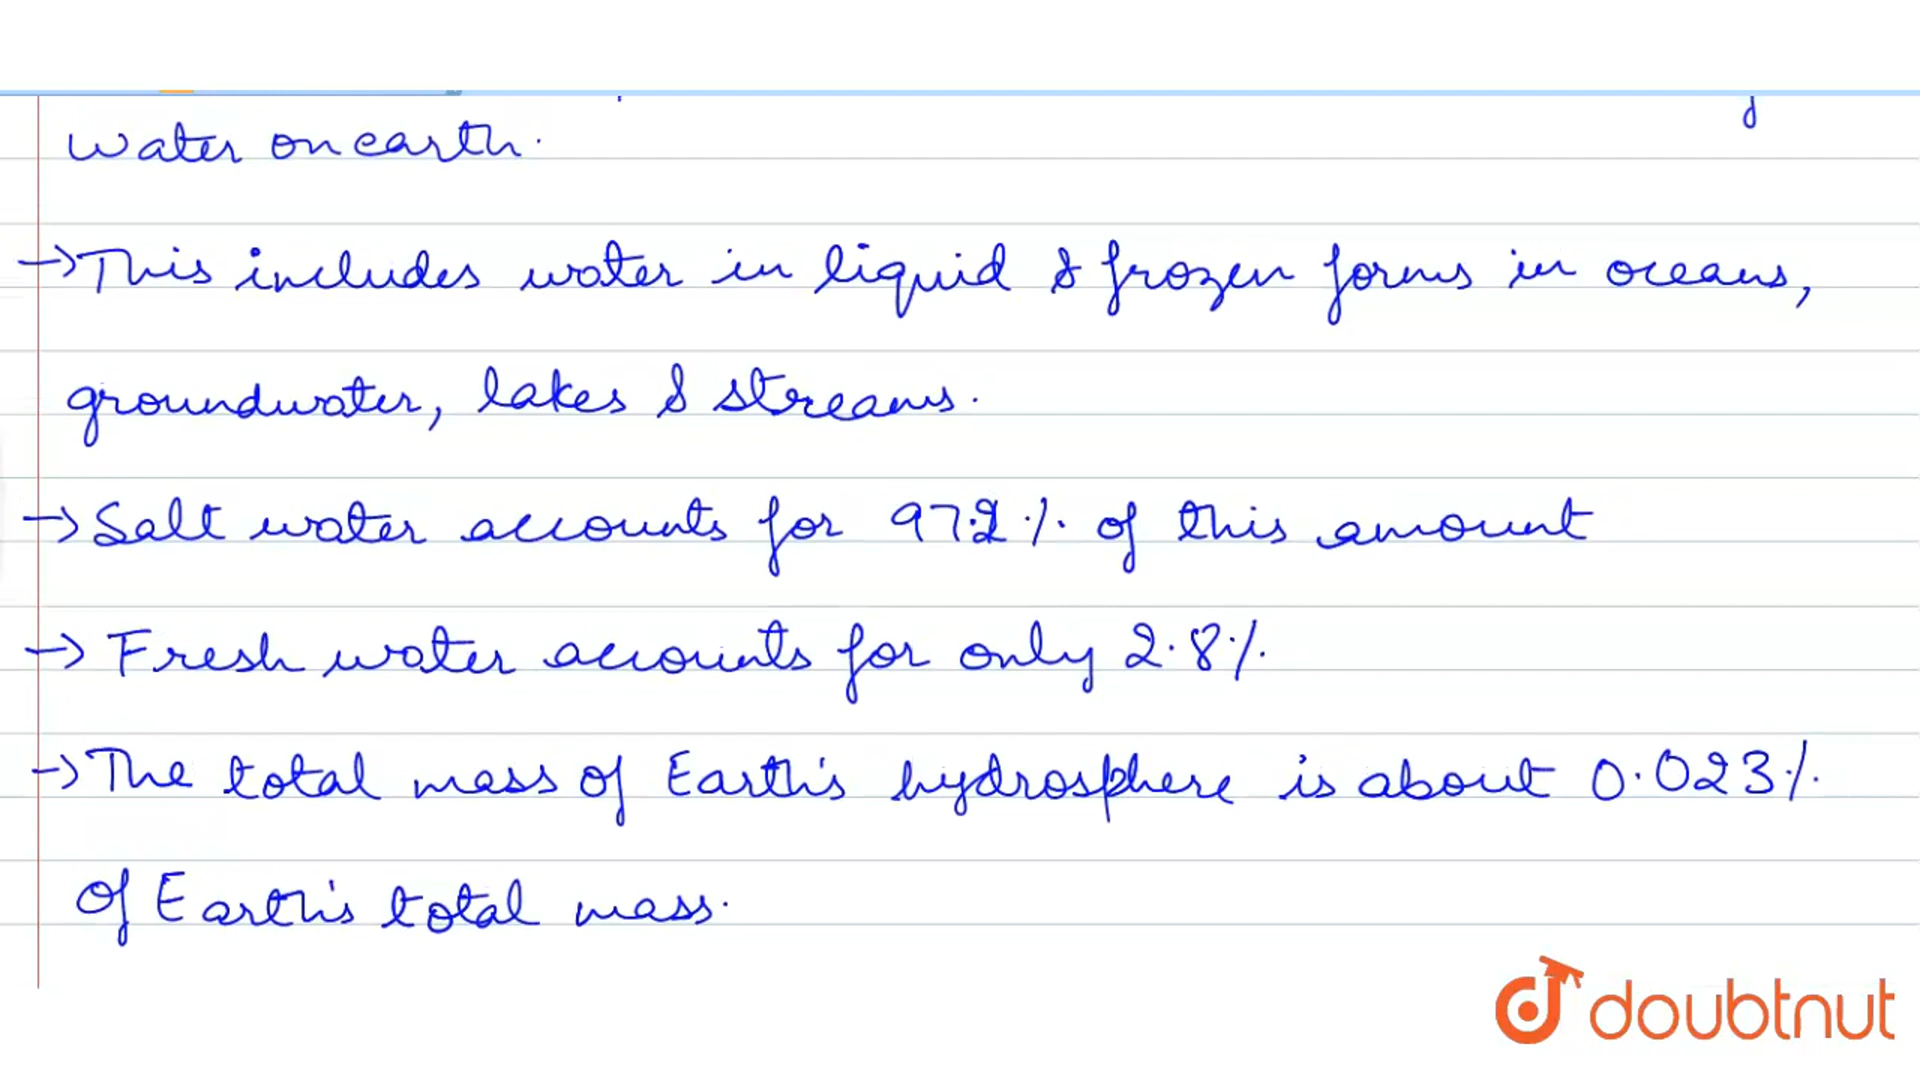 water on earth.
→ This includes water in liquid & frozen forms in oceans,
groundwater, lakes & streams.
→ Salt water accounts for 97.2 % of this amount
→ Fresh water accounts for only 2.8%.
→ The total mass of Earth's hydrosphere is about 0.023%.
of Earth's total mass.
doubtnut